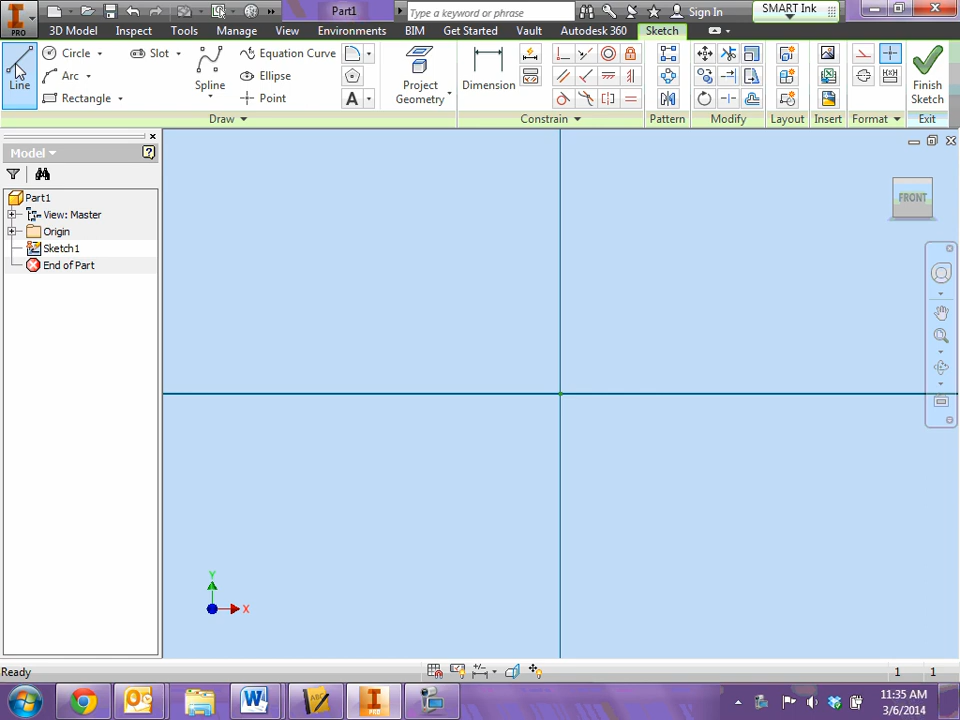 Part1
Type a keyword or phrase
Sign In
SMART Ink
PRO
3D Model Inspect Tools Manage View Environments BIM Get Started Vault Autodesk 360 Sketch
Line
Circle
Arc
Rectangle
Slot
Spline
Equation Curve
Ellipse
Point
A
Project Geometry
Dimension
Finish Sketch
Draw Constrain Pattern Modify Layout Insert Format Exit
Model
Part1
View: Master
Origin
Sketch1
End of Part
FRONT
Y
X
Ready
1 1
11:35 AM
3/6/2014
PRO